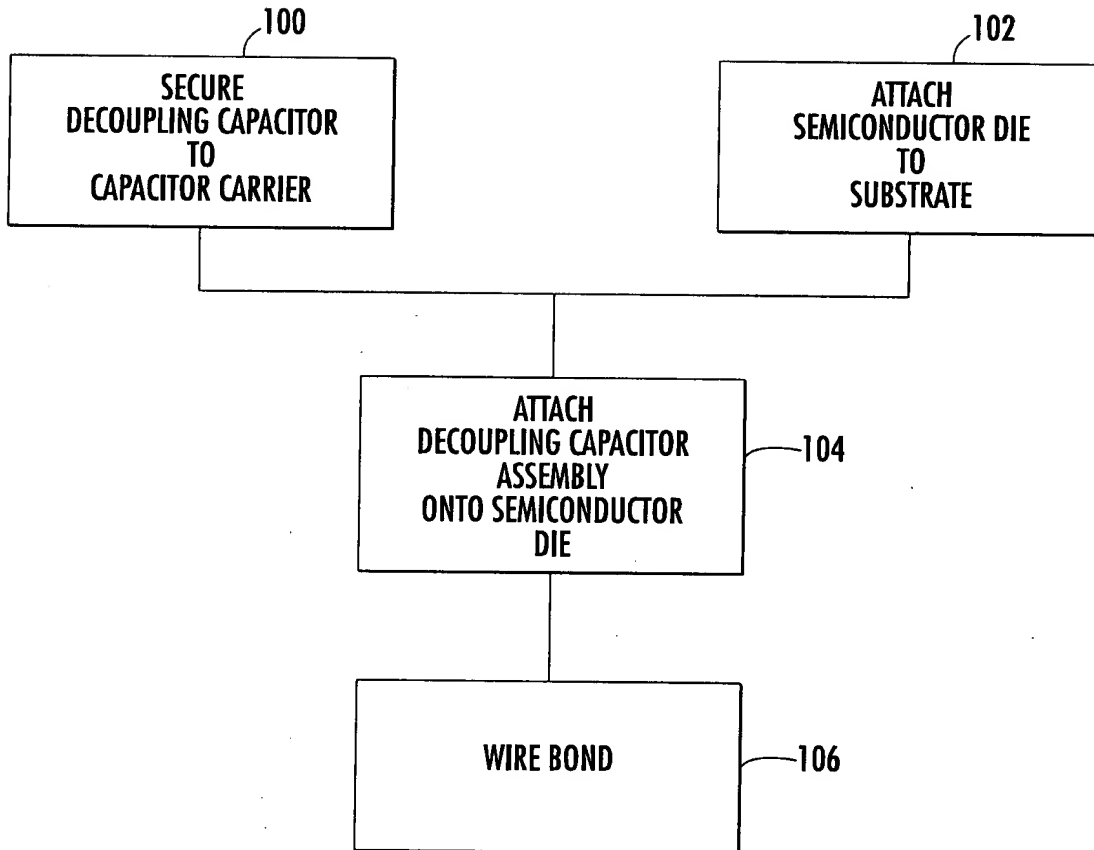 100
SECURE
DECOUPLING CAPACITOR
TO
CAPACITOR CARRIER
102
ATTACH
SEMICONDUCTOR DIE
TO
SUBSTRATE
ATTACH
DECOUPLING CAPACITOR
ASSEMBLY
ONTO SEMICONDUCTOR
DIE
104
WIRE BOND
106